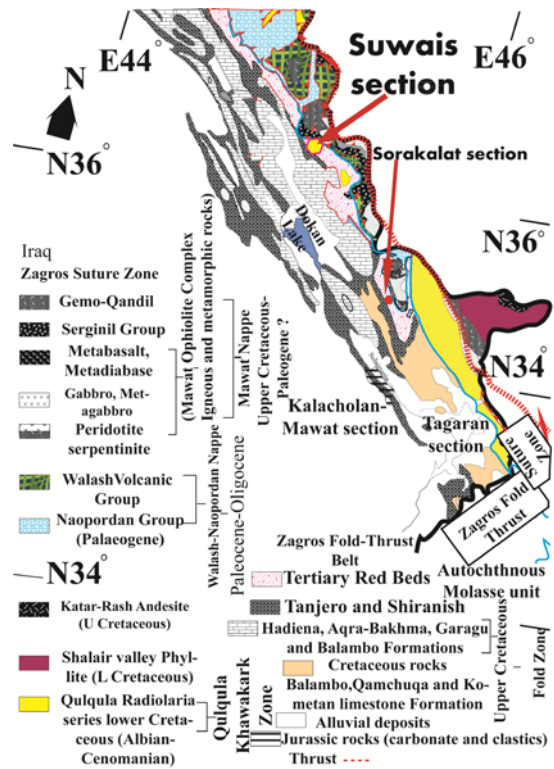 E44°
E46°
Suwais
section
N
N36°
Sorakalat section
Dokan
Lake
N36°
Iraq
Zagros Suture Zone
Gemo-Qandil
Serginil Group
Metabasalt,
Metadiabase
Gabbro, Met-
agabbro
Peridotite
serpentinite
(Mawat Ophiolite Complex
Igneous and metamorphic rocks)
Mawat Nappe
Upper Cretaceous-
Paleogene ?
N34°
Kalacholan-
Mawat section
Tagaran
section
Suture
Zone
Zagros Fold
Thrust
WalashVolcanic
Group
Naopordan Group
(Palaeogene)
Walash-Naopordan Nappe
Paleocene-Oligocene
Zagros Fold-Thrust
Belt
Autochthnous
Molasse unit
N34°
Tertiary Red Beds
Katar-Rash Andesite
(U Cretaceous)
Tanjero and Shiranish
Hadiena, Aqra-Bakhma, Garagu
and Balambo Formations
Shalair valley Phyl-
lite (L Cretaceous)
Cretaceous rocks
Balambo,Qamchuqa and Ko-
metan limestone Formation
Upper Cretaceous
Fold Zone
Qulqula Radiolaria
series lower Creta-
ceous (Albian-
Cenomanian)
Qulqula
Khawakark
Zone
Alluvial deposits
Jurassic rocks (carbonate and clastics)
Thrust